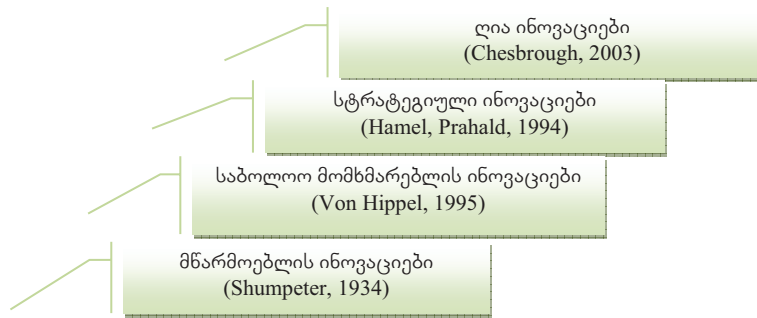 ღია ინოვაციები
(Chesbrough, 2003)
სტრატეგიული ინოვაციები
(Hamel, Prahald, 1994)
საბოლოო მომხმარებლის ინოვაციები
(Von Hippel, 1995)
მწარმოებლის ინოვაციები
(Shumpeter, 1934)